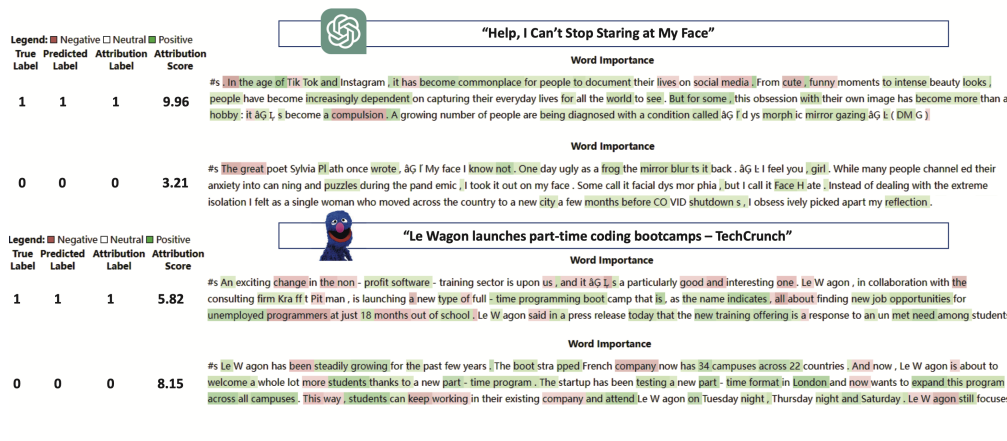 “Help, I Can’t Stop Staring at My Face”
Legend: Negative Neutral Positive
True Label Predicted Label Attribution Label Attribution Score
Word Importance
1 1 1 9.96
#s In the age of Tik Tok and Instagram , it has become commonplace for people to document their lives on social media . From cute , funny moments to intense beauty looks ,
people have become increasingly dependent on capturing their everyday lives for all the world to see . But for some , this obsession with their own image has become more than a
hobby : it âĢ Ļ s become a compulsion . A growing number of people are being diagnosed with a condition called âĢ ľ d ys morph ic mirror gazing âĢ Ŀ ( DM G )
Word Importance
0 0 0 3.21
#s The great poet Sylvia Pl ath once wrote , âĢ ľ My face I know not . One day ugly as a frog the mirror blur ts it back . âĢ Ŀ I feel you , girl . While many people channel ed their
anxiety into can ning and puzzles during the pand emic , I took it out on my face . Some call it facial dys mor phia , but I call it Face H ate . Instead of dealing with the extreme
isolation I felt as a single woman who moved across the country to a new city a few months before CO VID shutdown s , I obsess ively picked apart my reflection .
“Le Wagon launches part-time coding bootcamps – TechCrunch”
Legend: Negative Neutral Positive
True Label Predicted Label Attribution Label Attribution Score
Word Importance
1 1 1 5.82
#s An exciting change in the non - profit software - training sector is upon us , and it âĢ Ļ s a particularly good and interesting one . Le W agon , in collaboration with the
consulting firm Kra ff t Pit man , is launching a new type of full - time programming boot camp that is , as the name indicates , all about finding new job opportunities for
unemployed programmers at just 18 months out of school . Le W agon said in a press release today that the new training offering is a response to an un met need among students
Word Importance
0 0 0 8.15
#s Le W agon has been steadily growing for the past few years . The boot stra pped French company now has 34 campuses across 22 countries . And now , Le W agon is about to
welcome a whole lot more students thanks to a new part - time program . The startup has been testing a new part - time format in London and now wants to expand this program
across all campuses . This way , students can keep working in their existing company and attend Le W agon on Tuesday night , Thursday night and Saturday . Le W agon still focuses